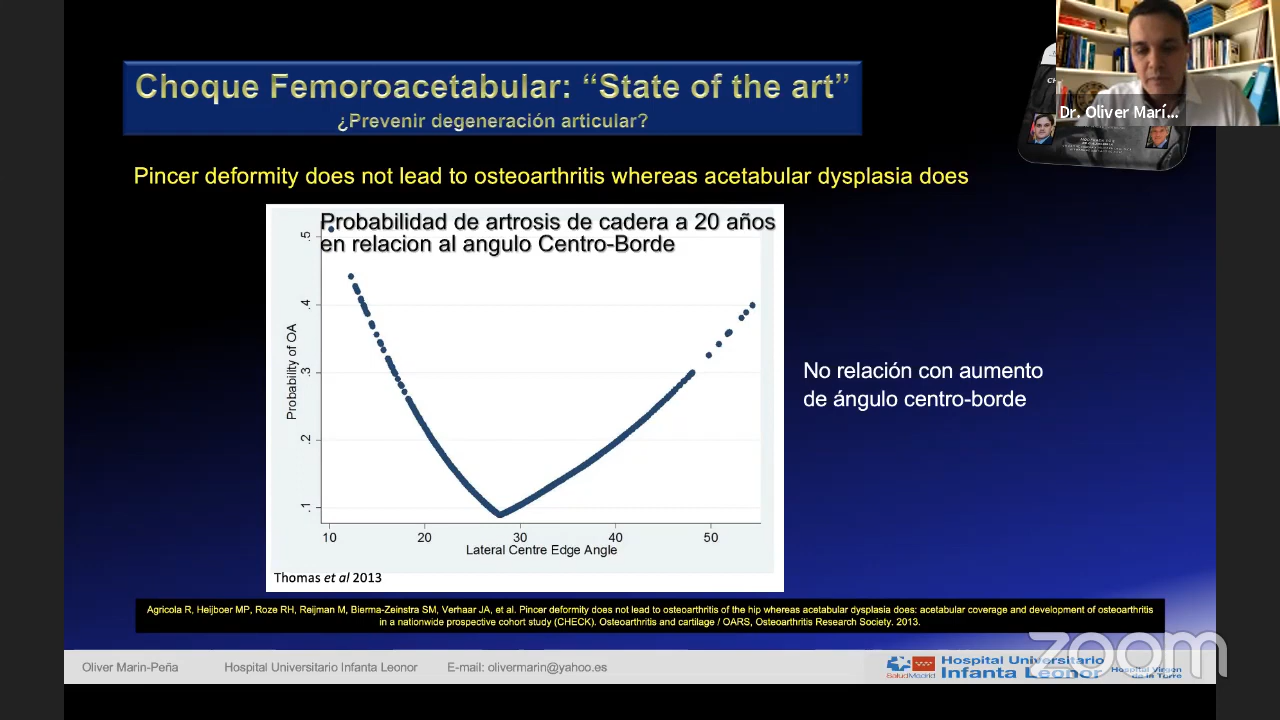 Choque Femoroacetabular: “State of the art”
¿Prevenir degeneración articular?
Dr. Oliver Marí...
Pincer deformity does not lead to osteoarthritis whereas acetabular dysplasia does
Probabilidad de artrosis de cadera a 20 años
en relacion al angulo Centro-Borde
.5
.4
.3
.2
.1
Probability of OA
10 20 30 40 50
Lateral Centre Edge Angle
Thomas et al 2013
No relación con aumento
de ángulo centro-borde
Agricola R, Heijboer MP, Roze RH, Reijman M, Bierma-Zeinstra SM, Verhaar JA, et al. Pincer deformity does not lead to osteoarthritis of the hip whereas acetabular dysplasia does: acetabular coverage and development of osteoarthritis
in a nationwide prospective cohort study (CHECK). Osteoarthritis and cartilage / OARS, Osteoarthritis Research Society. 2013.
Oliver Marin-Peña Hospital Universitario Infanta Leonor E-mail: olivermarin@yahoo.es
SaludMadrid
Hospital Universitario
Infanta Leonor
Hospital Virgen
de la Torre
zoom